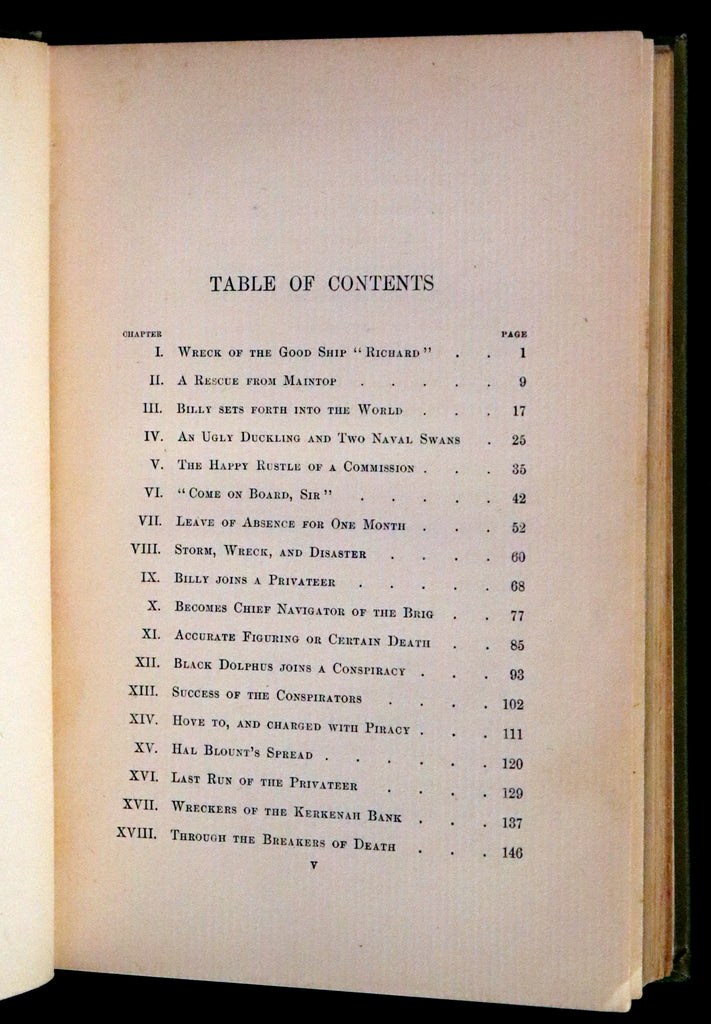 TABLE OF CONTENTS
CHAPTER PAGE
I. WRECK OF THE GOOD SHIP "RICHARD" . . 1
II. A RESCUE FROM MAINTOP . . . . . 9
III. BILLY SETS FORTH INTO THE WORLD . . . 17
IV. AN UGLY DUCKLING AND TWO NAVAL SWANS . 25
V. THE HAPPY RUSTLE OF A COMMISSION . . . 35
VI. "COME ON BOARD, SIR" . . . . . 42
VII. LEAVE OF ABSENCE FOR ONE MONTH . . . 52
VIII. STORM, WRECK, AND DISASTER . . . . 60
IX. BILLY JOINS A PRIVATEER . . . . . 68
X. BECOMES CHIEF NAVIGATOR OF THE BRIG . . 77
XI. ACCURATE FIGURING OR CERTAIN DEATH . . 85
XII. BLACK DOLPHUS JOINS A CONSPIRACY . . . 93
XIII. SUCCESS OF THE CONSPIRATORS . . . . 102
XIV. HOVE TO, AND CHARGED WITH PIRACY . . . 111
XV. HAL BLOUNT'S SPREAD . . . . . . 120
XVI. LAST RUN OF THE PRIVATEER . . . . 129
XVII. WRECKERS OF THE KERKENAH BANK . . . 137
XVIII. THROUGH THE BREAKERS OF DEATH . . . 146
v